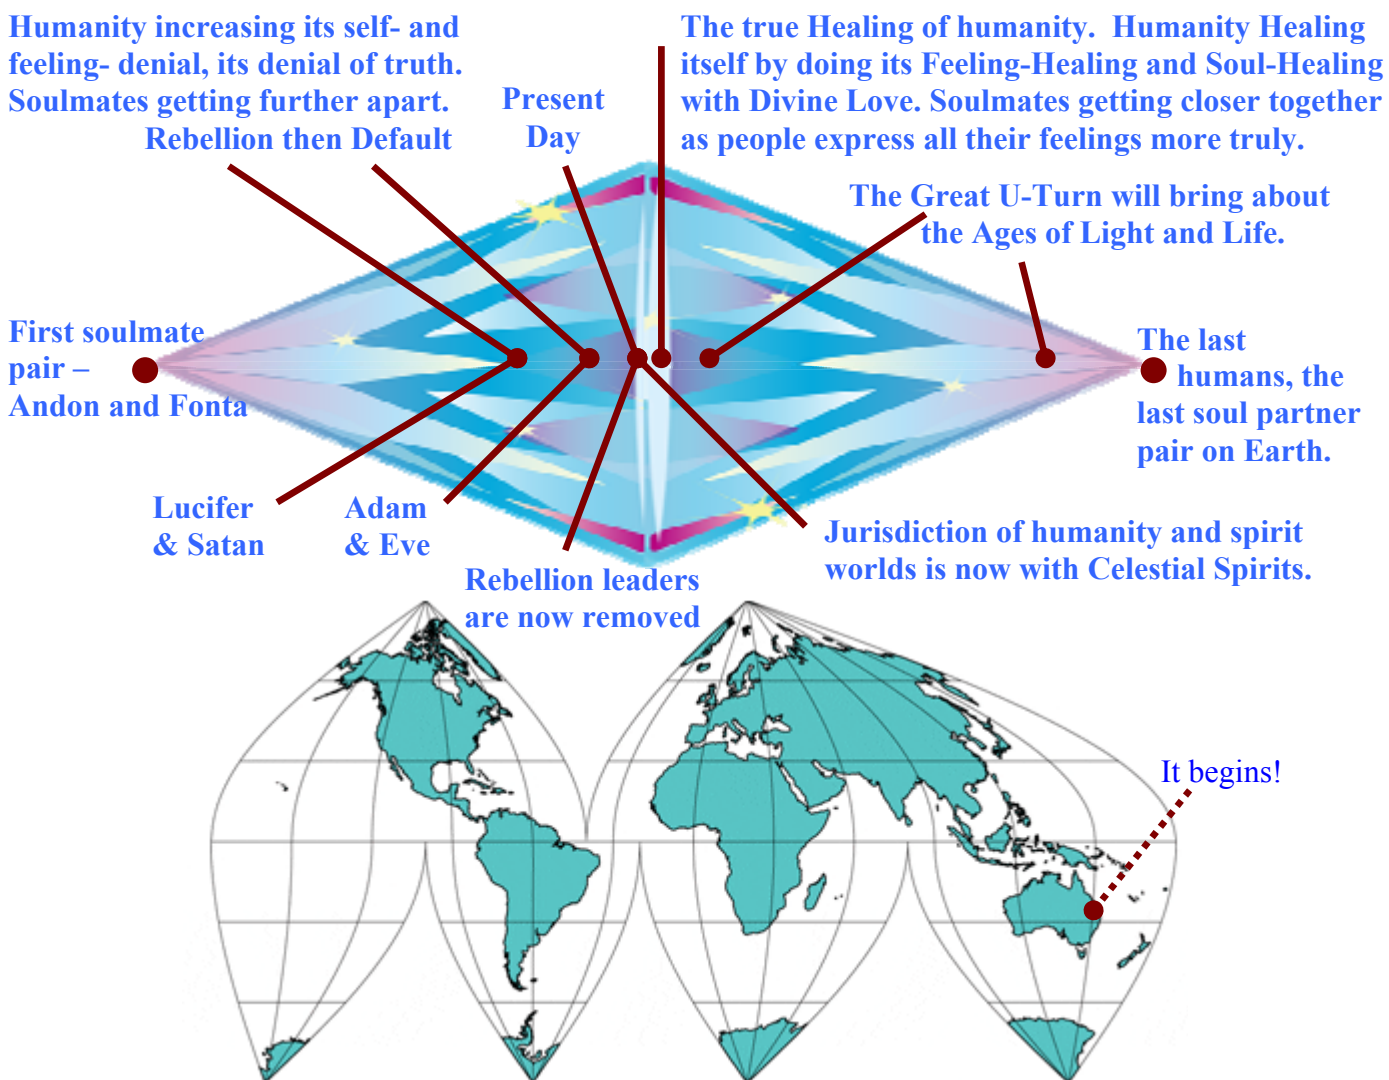 Humanity increasing its self- and
feeling- denial, its denial of truth.
Soulmates getting further apart.
Rebellion then Default
Present
Day
The true Healing of humanity.  Humanity Healing
itself by doing its Feeling-Healing and Soul-Healing
with Divine Love. Soulmates getting closer together
as people express all their feelings more truly.
The Great U-Turn will bring about
the Ages of Light and Life.
First soulmate
pair –
Andon and Fonta
The last
humans, the
last soul partner
pair on Earth.
Lucifer
& Satan
Adam
& Eve
Rebellion leaders
are now removed
Jurisdiction of humanity and spirit
worlds is now with Celestial Spirits.
It begins!